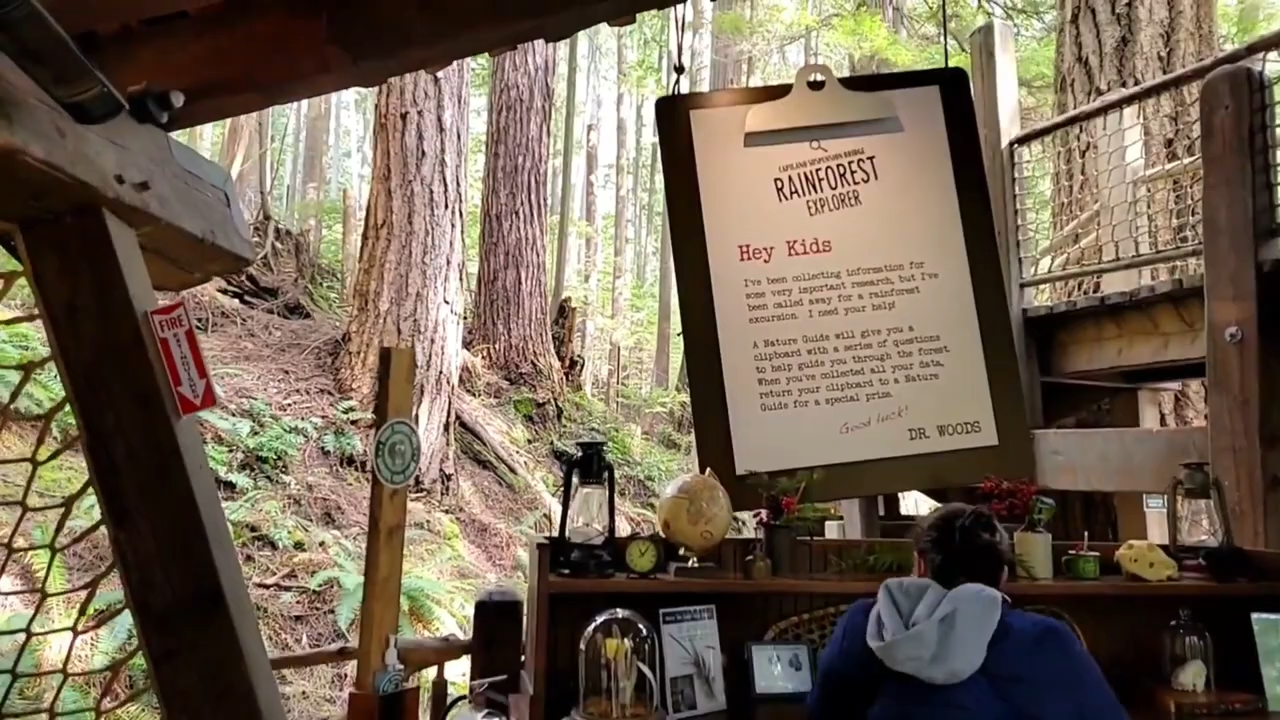 FIRE
EXTINGUISHER
CAPILANO SUSPENSION BRIDGE
RAINFOREST
EXPLORER
Hey Kids
I've been collecting information for
some very important research, but I've
been called away for a rainforest
excursion. I need your help!
A Nature Guide will give you a
clipboard with a series of questions
to help guide you through the forest.
When you've collected all your data,
return your clipboard to a Nature
Guide for a special prize.
Good luck!
DR. WOODS